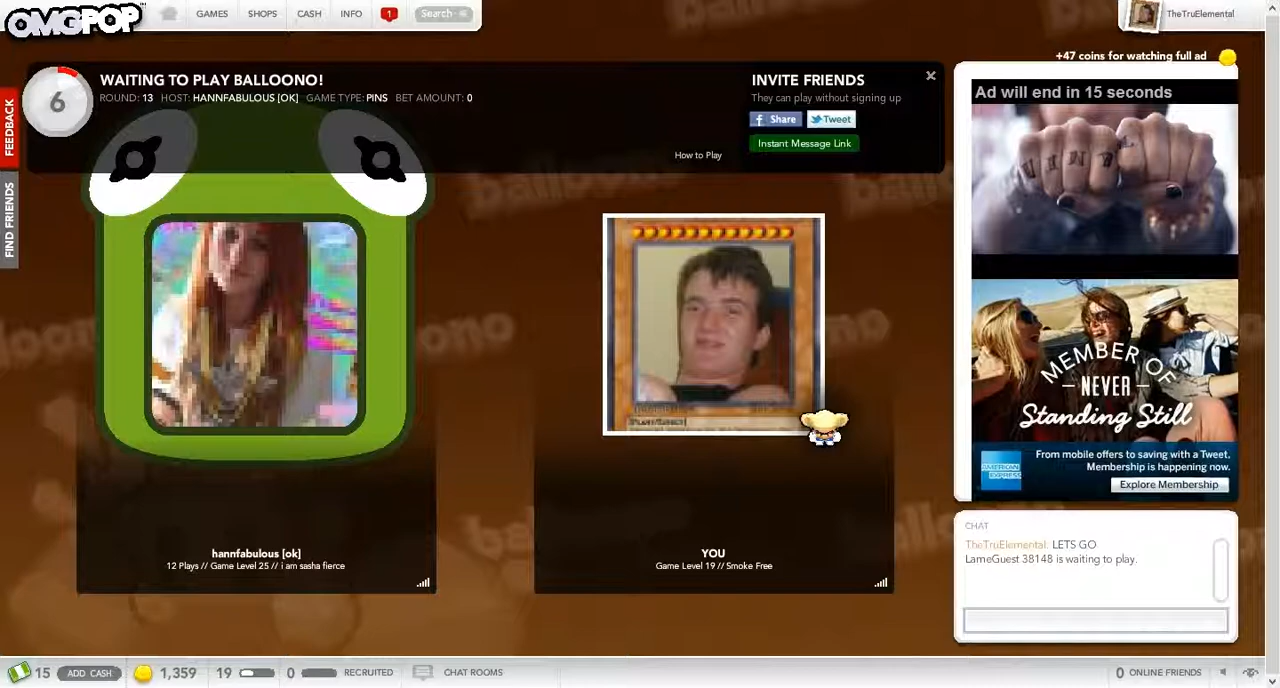 OMGPOP
GAMES
SHOPS
CASH
INFO
1
Search
TheTruElemental
+47 coins for watching full ad
6
WAITING TO PLAY BALLOONO!
ROUND: 13 HOST: HANNFABULOUS [OK] GAME TYPE: PINS BET AMOUNT: 0
How to Play
INVITE FRIENDS
They can play without signing up
f Share
Tweet
Instant Message Link
FEEDBACK
FIND FRIENDS
balloono
hannfabulous [ok]
12 Plays // Game Level 25 // i am sasha fierce
YOU
Game Level 19 // Smoke Free
Ad will end in 15 seconds
MEMBER OF
NEVER
Standing Still
AMERICAN EXPRESS
From mobile offers to saving with a Tweet,
Membership is happening now.
Explore Membership
CHAT
TheTruElemental: LETS GO
LameGuest 38148 is waiting to play.
15
ADD CASH
1,359
19
0
RECRUITED
CHAT ROOMS
0 ONLINE FRIENDS